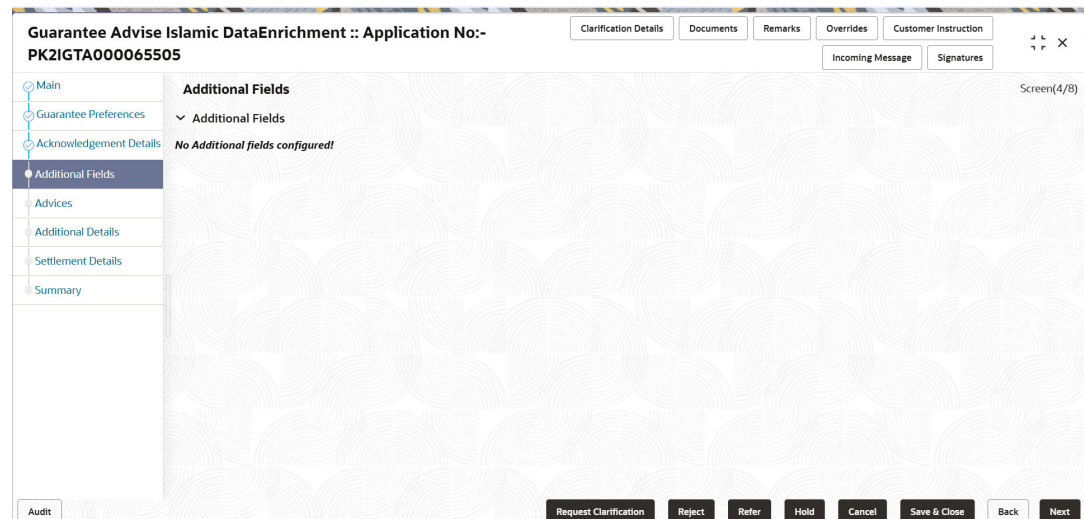 Guarantee Advise Islamic DataEnrichment :: Application No:-
PK2IGTA000065505
Clarification Details
Documents
Remarks
Overrides
Customer Instruction
Incoming Message
Signatures
Main
Guarantee Preferences
Acknowledgement Details
Additional Fields
Advices
Additional Details
Settlement Details
Summary
Additional Fields
Screen(4/8)
Additional Fields
No Additional fields configured!
Audit
Request Clarification
Reject
Refer
Hold
Cancel
Save & Close
Back
Next